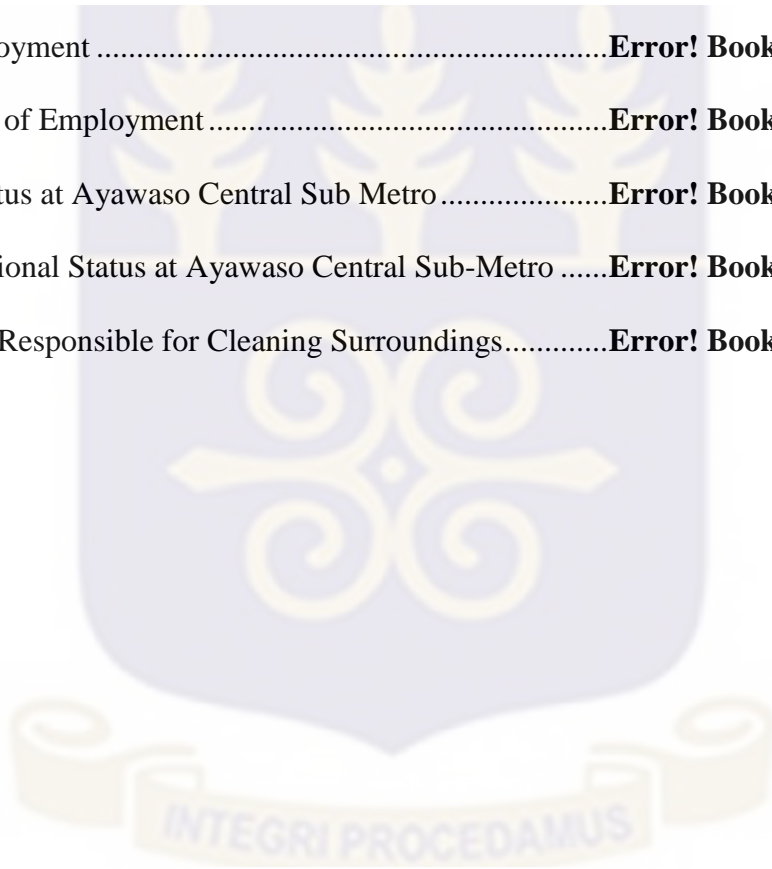 oyment ................................................................Error! Book
of Employment ..................................................Error! Book
tus at Ayawaso Central Sub Metro .....................Error! Book
ional Status at Ayawaso Central Sub-Metro ......Error! Book
Responsible for Cleaning Surroundings.............Error! Book
INTEGRI PROCEDAMUS